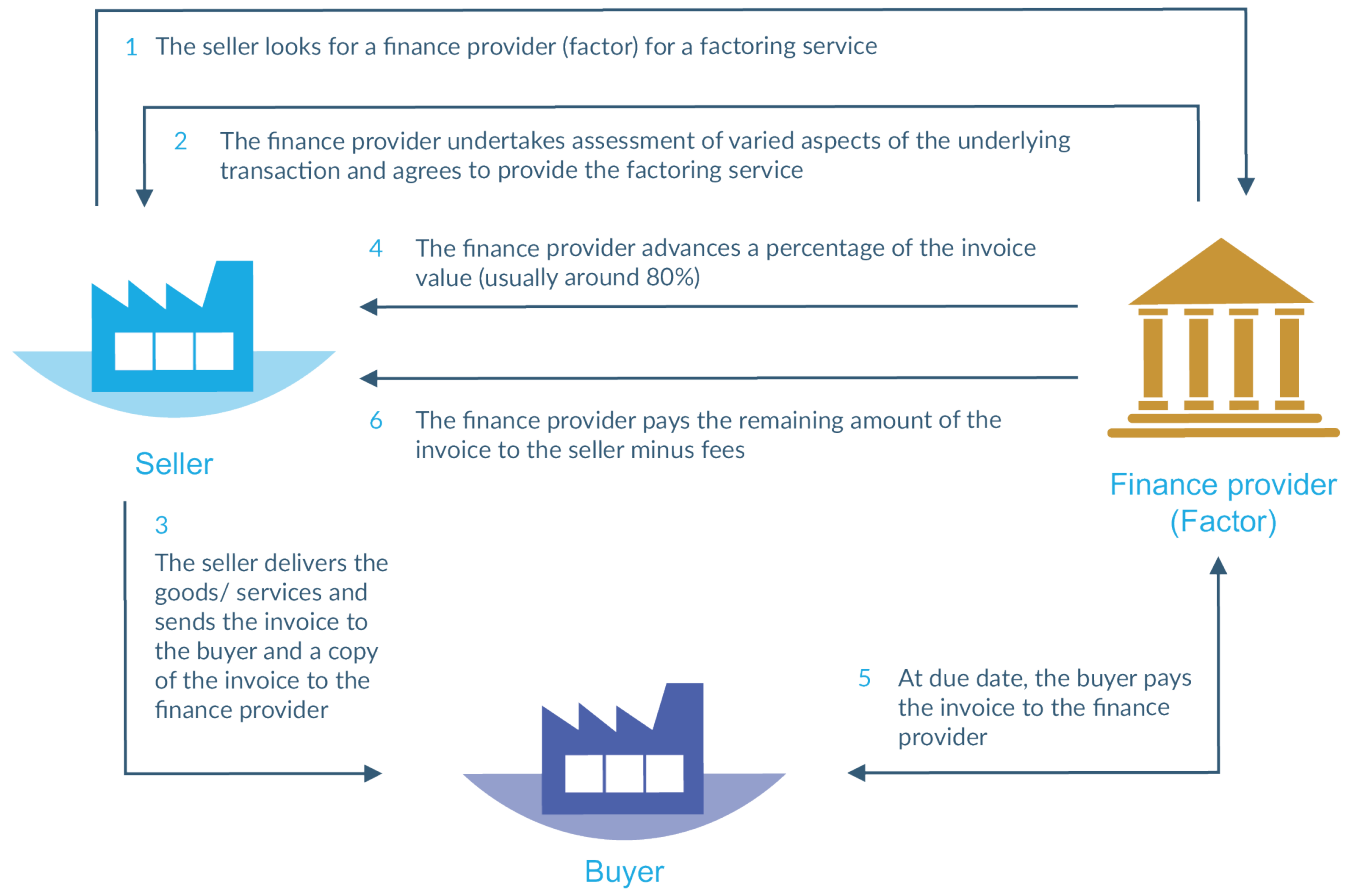 1 The seller looks for a finance provider (factor) for a factoring service
2 The finance provider undertakes assessment of varied aspects of the underlying
transaction and agrees to provide the factoring service
4 The finance provider advances a percentage of the invoice
value (usually around 80%)
6 The finance provider pays the remaining amount of the
invoice to the seller minus fees
Seller
Finance provider
(Factor)
3
The seller delivers the
goods/ services and
sends the invoice to
the buyer and a copy
of the invoice to the
finance provider
5 At due date, the buyer pays
the invoice to the finance
provider
Buyer